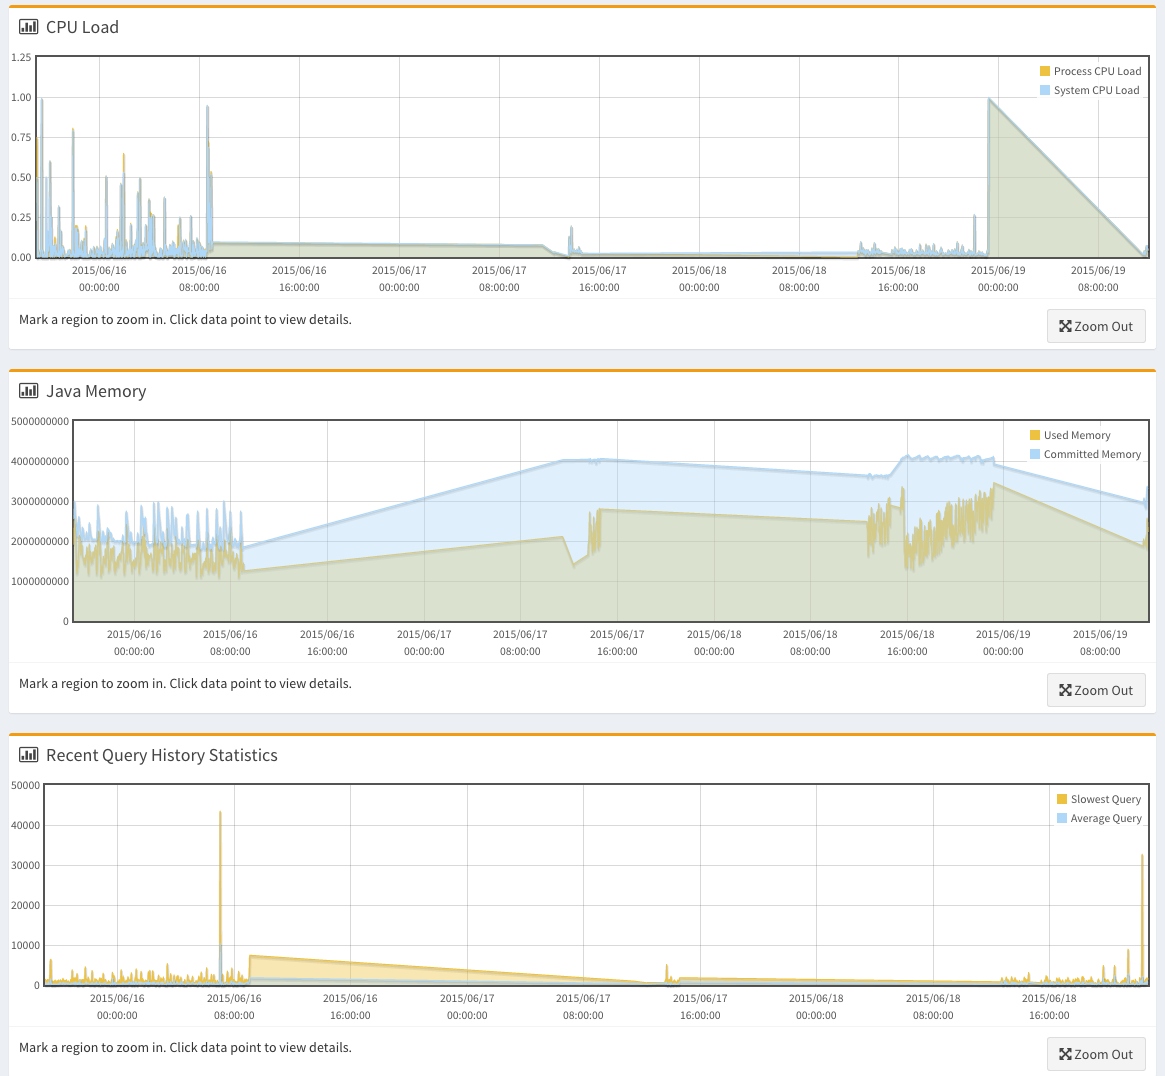 CPU Load
1.25
1.00
0.75
0.50
0.25
0.00
Process CPU Load
System CPU Load
2015/06/16 2015/06/16 2015/06/16 2015/06/17 2015/06/17 2015/06/17 2015/06/18 2015/06/18 2015/06/18 2015/06/19 2015/06/19
00:00:00 08:00:00 16:00:00 00:00:00 08:00:00 16:00:00 00:00:00 08:00:00 16:00:00 00:00:00 08:00:00
Mark a region to zoom in. Click data point to view details.
Zoom Out
Java Memory
5000000000
4000000000
3000000000
2000000000
1000000000
0
Used Memory
Committed Memory
2015/06/16 2015/06/16 2015/06/16 2015/06/17 2015/06/17 2015/06/17 2015/06/18 2015/06/18 2015/06/18 2015/06/19 2015/06/19
00:00:00 08:00:00 16:00:00 00:00:00 08:00:00 16:00:00 00:00:00 08:00:00 16:00:00 00:00:00 08:00:00
Mark a region to zoom in. Click data point to view details.
Zoom Out
Recent Query History Statistics
50000
40000
30000
20000
10000
0
Slowest Query
Average Query
2015/06/16 2015/06/16 2015/06/16 2015/06/17 2015/06/17 2015/06/17 2015/06/18 2015/06/18 2015/06/18
00:00:00 08:00:00 16:00:00 00:00:00 08:00:00 16:00:00 00:00:00 08:00:00 16:00:00
Mark a region to zoom in. Click data point to view details.
Zoom Out